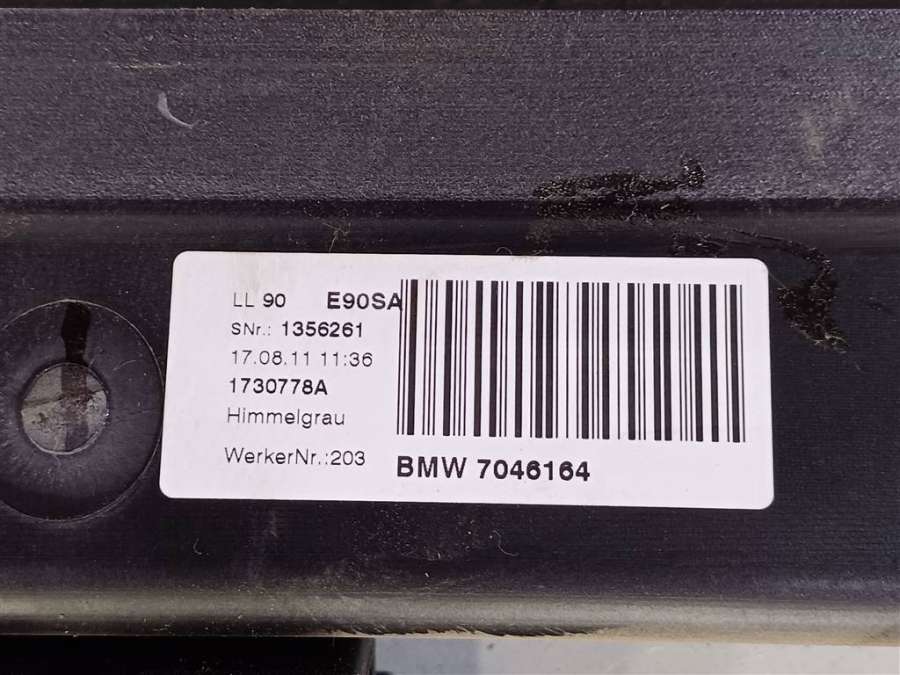 LL 90 E90SA
SNr.: 1356261
17.08.11 11:36
1730778A
Himmelgrau
WerkerNr.:203
BMW 7046164